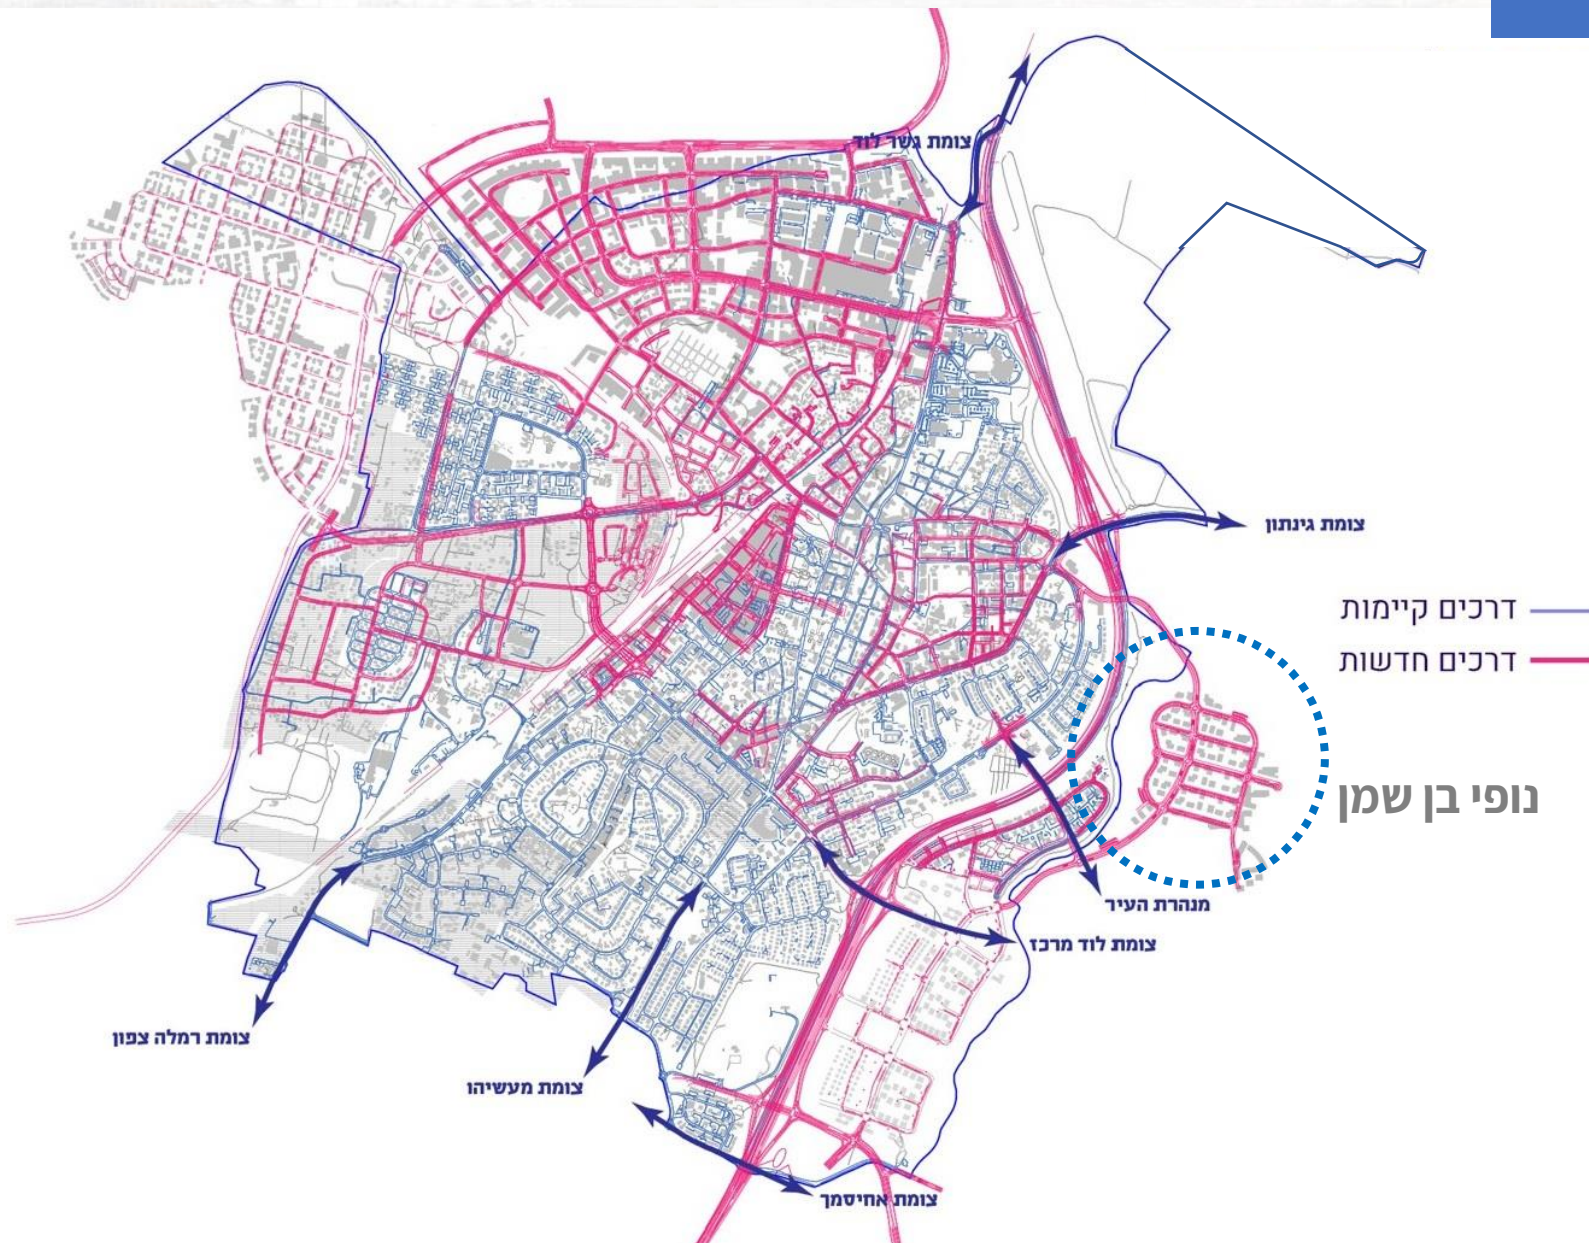 צומת גשר לוד
צומת גינתון
דרכים קיימות
דרכים חדשות
נופי בן שמן
מנהרת העיר
צומת לוד מרכז
צומת רמלה צפון
צומת מעשיהו
צומת אחיסמך